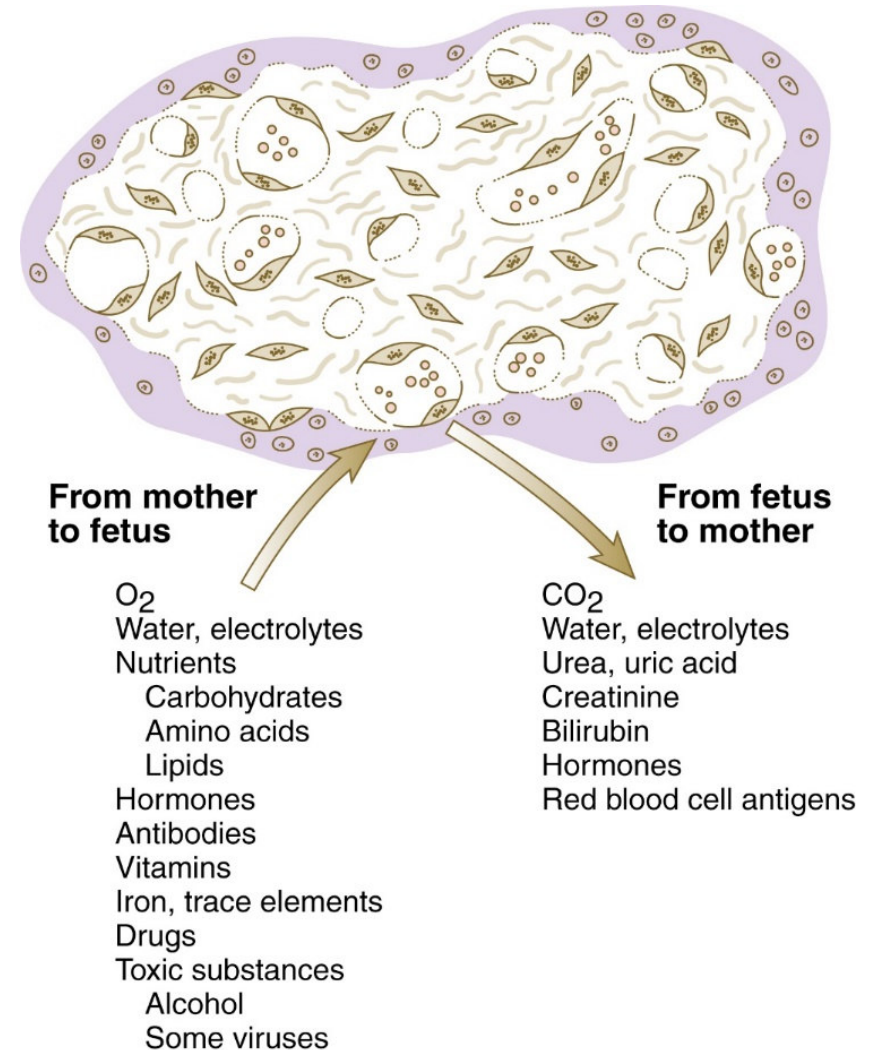 From mother
to fetus
O2
Water, electrolytes
Nutrients
Carbohydrates
Amino acids
Lipids
Hormones
Antibodies
Vitamins
Iron, trace elements
Drugs
Toxic substances
Alcohol
Some viruses
From fetus
to mother
CO2
Water, electrolytes
Urea, uric acid
Creatinine
Bilirubin
Hormones
Red blood cell antigens